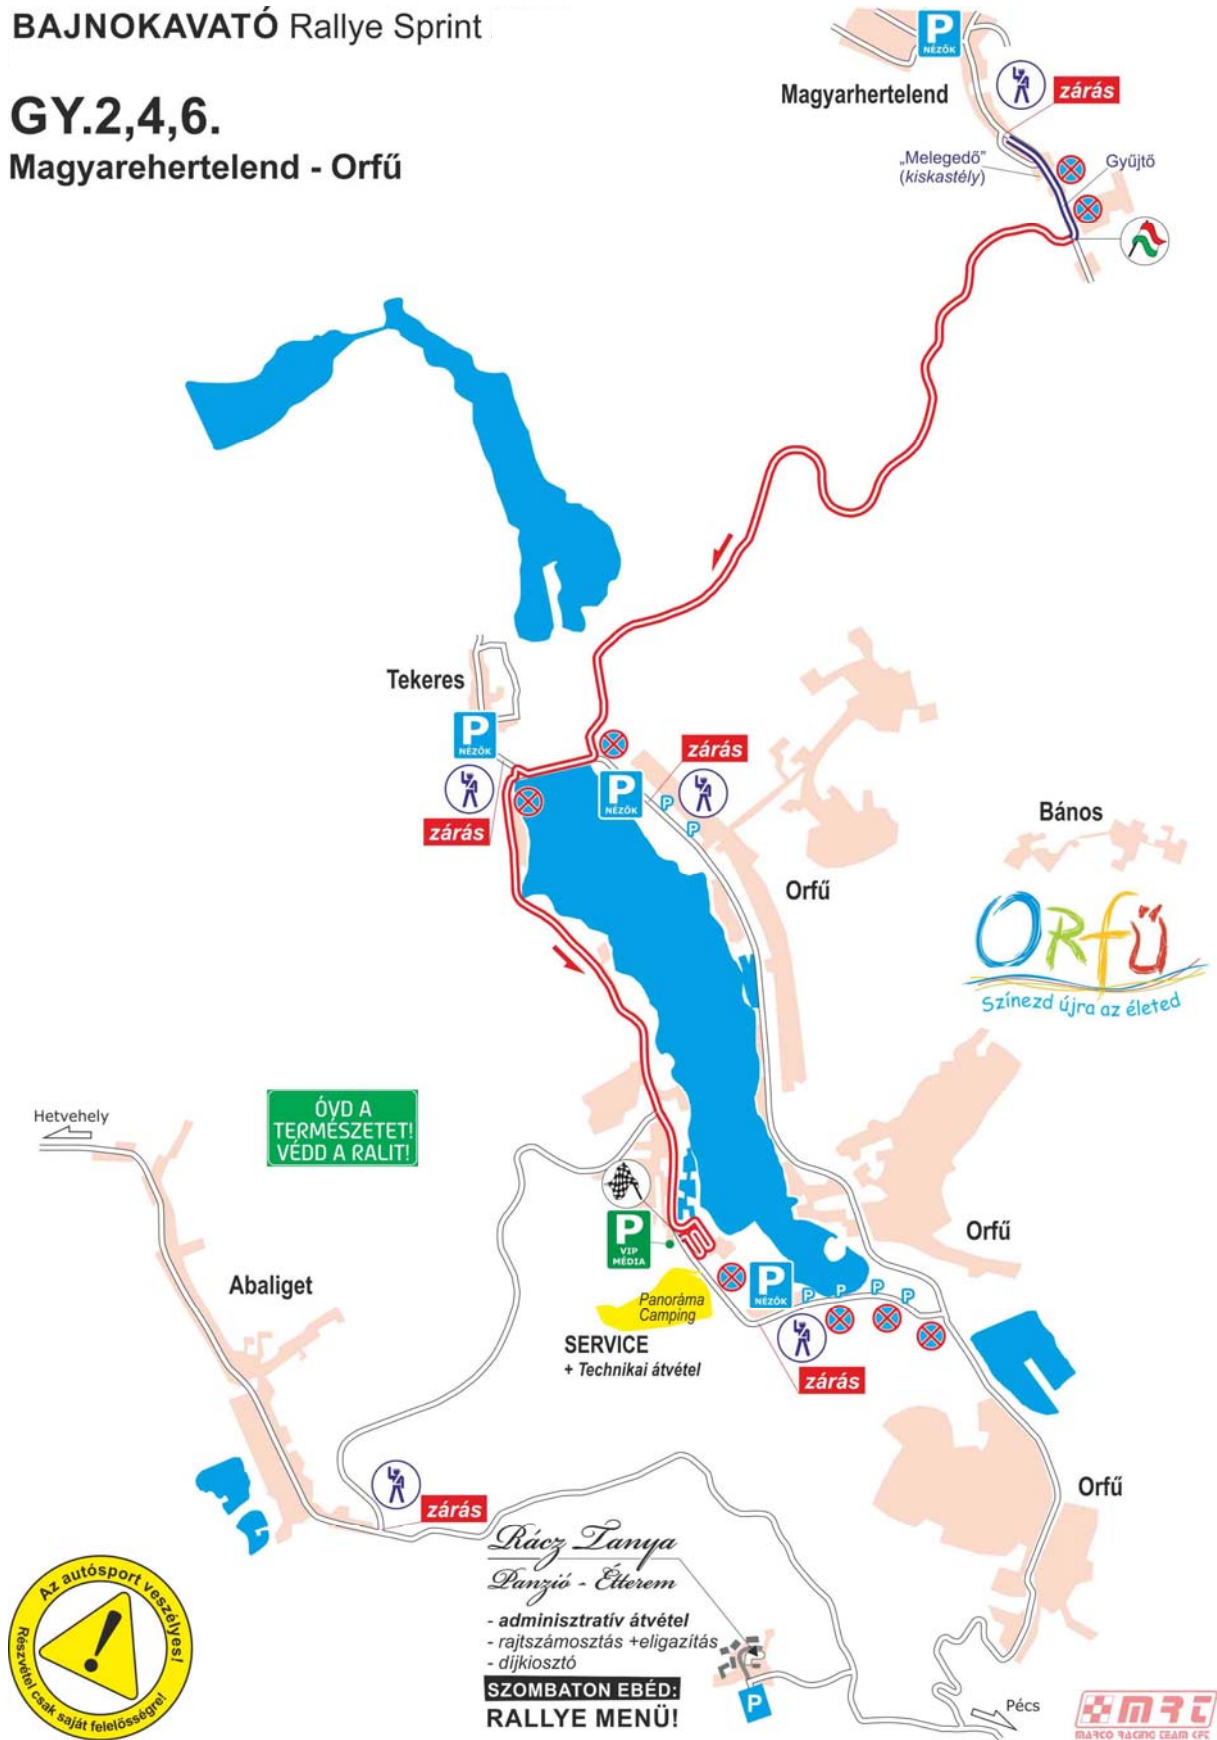 BAJNOKAVATÓ Rallye Sprint
GY.2,4,6.
Magyarehertelend - Orfű
P
NÉZŐK
Magyarhertelend
zárás
„Melegedő”
(kiskastély)
Gyűjtő
Tekeres
P
NÉZŐK
zárás
P
NÉZŐK
zárás
P
P
Bános
Orfű
ORfű
Színezd újra az életed
Hetvehely
ÓVD A
TERMÉSZETET!
VÉDD A RALIT!
P
VIP
MÉDIA
Orfű
Abaliget
P
NÉZŐK
P
P
P
P
Panoráma
Camping
SERVICE
+ Technikai átvétel
zárás
Orfű
zárás
Rácz Tanya
Panzió - Étterem
- adminisztratív átvétel
- rajtszámosztás +eligazítás
- díjkiosztó
SZOMBATON EBÉD:
RALLYE MENÜ!
P
Pécs
Az autósport veszélyes!
Részvétel csak saját felelősségre!
MRT
MARCO RACING TEAM KFT